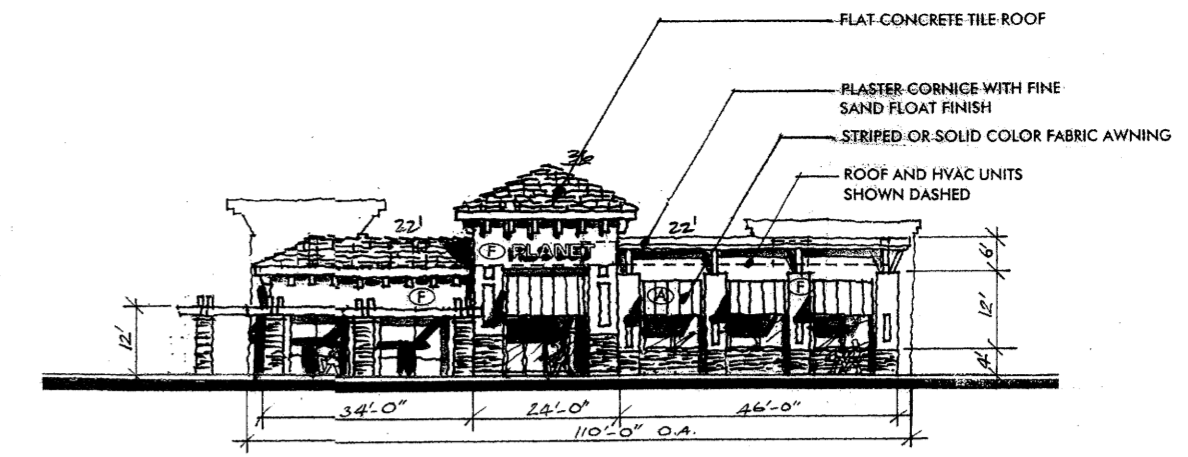 FLAT CONCRETE TILE ROOF
PLASTER CORNICE WITH FINE
SAND FLOAT FINISH
STRIPED OR SOLID COLOR FABRIC AWNING
ROOF AND HVAC UNITS
SHOWN DASHED
36
22'
22'
F PLANET
6'
F
A
F
12'
12'
4'
34'-0"
24'-0"
46'-0"
110'-0" O.A.